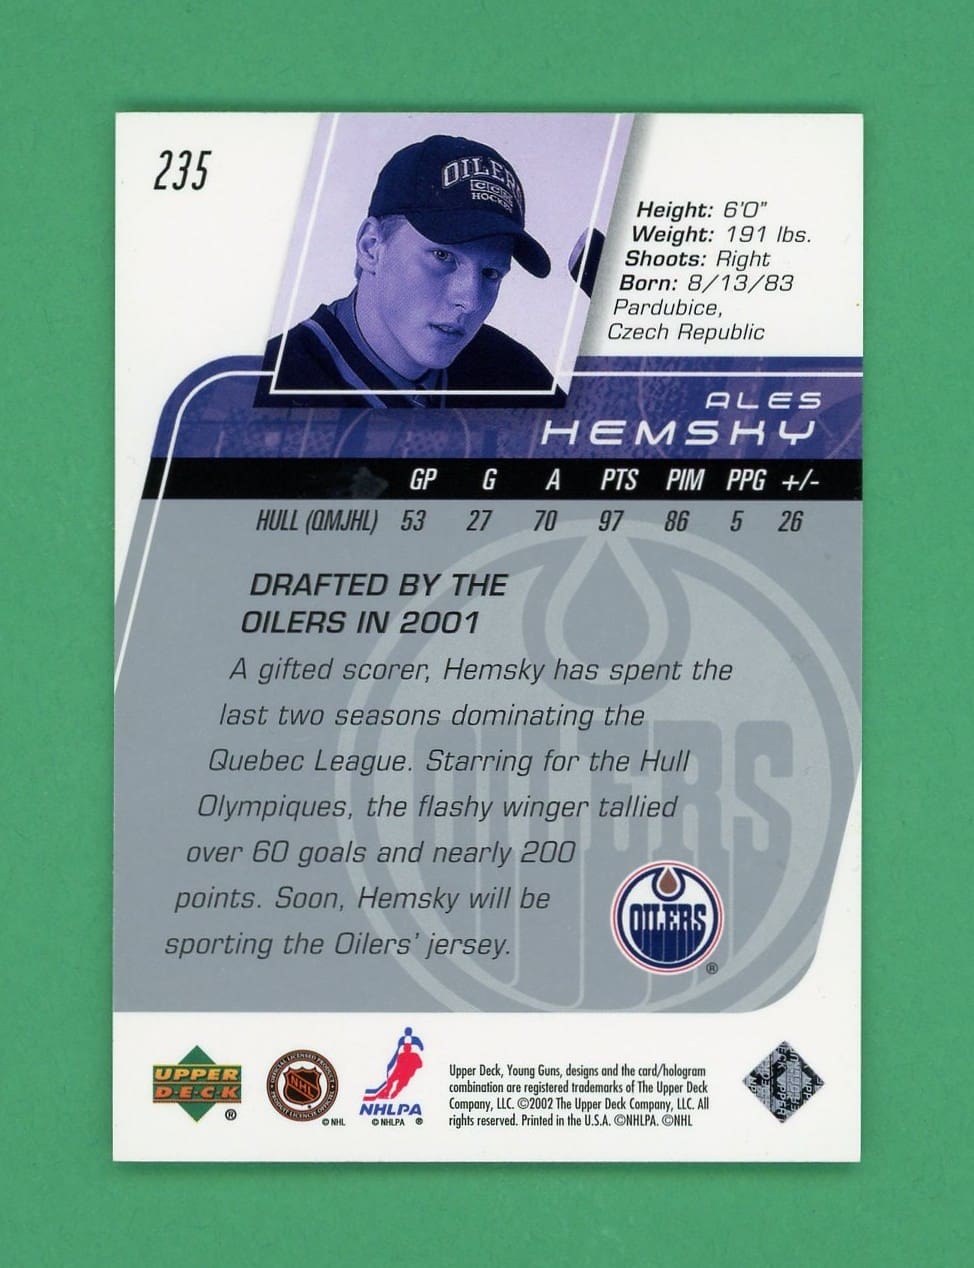 235
OILERS
CCM
HOCKEY
Height: 6'0"
Weight: 191 lbs.
Shoots: Right
Born: 8/13/83
Pardubice,
Czech Republic
ALES
HEMSKY
GP G A PTS PIM PPG +/-
HULL (QMJHL) 53 27 70 97 86 5 26
DRAFTED BY THE
OILERS IN 2001
A gifted scorer, Hemsky has spent the
last two seasons dominating the
Quebec League. Starring for the Hull
Olympiques, the flashy winger tallied
over 60 goals and nearly 200
points. Soon, Hemsky will be
sporting the Oilers' jersey.
OILERS
OILERS
®
UPPER
DECK
®
NHL
© NHL
NHLPA
© NHLPA ®
Upper Deck, Young Guns, designs and the card/hologram
combination are registered trademarks of The Upper Deck
Company, LLC. ©2002 The Upper Deck Company, LLC. All
rights reserved. Printed in the U.S.A. ©NHLPA. ©NHL